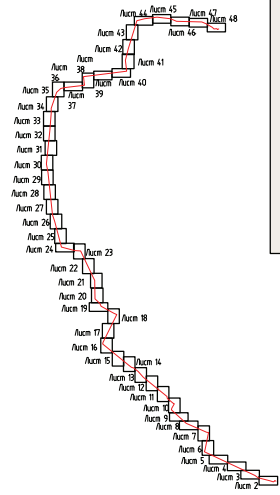 Лист 44
Лист 45
Лист 47
Лист 48
Лист 43
Лист 46
Лист 42
Лист 41
Лист 38
Лист 40
Лист 36
Лист 39
Лист 35
Лист 37
Лист 34
Лист 33
Лист 32
Лист 31
Лист 30
Лист 29
Лист 28
Лист 27
Лист 26
Лист 25
Лист 24
Лист 23
Лист 22
Лист 21
Лист 20
Лист 19
Лист 18
Лист 17
Лист 16
Лист 15
Лист 14
Лист 13
Лист 12
Лист 11
Лист 10
Лист 9
Лист 8
Лист 7
Лист 6
Лист 5
Лист 4
Лист 3
Лист 2